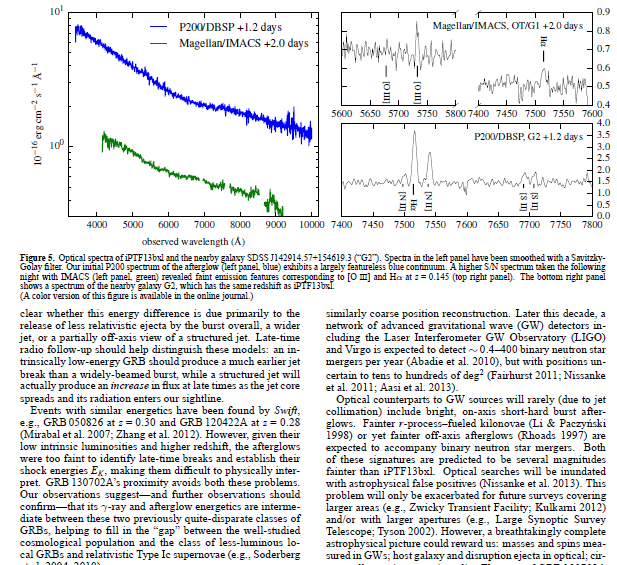 10^1
10^0
10^-16 erg cm^-2 s^-1 Å^-1
P200/DBSP +1.2 days
Magellan/IMACS +2.0 days
4000 5000 6000 7000 8000 9000 10000
observed wavelength (Å)
Magellan/IMACS, OT/G1 +2.0 days
Hα
[O III]
[O III]
0.9
0.8
0.7
0.6
0.5
0.4
5600 5650 5700 5750 5800 7400 7450 7500 7550 7600
P200/DBSP, G2 +1.2 days
[N II]
Hα
[N II]
[S II]
[S II]
4.0
3.5
3.0
2.5
2.0
1.5
1.0
0.5
0.0
7400 7450 7500 7550 7600 7650 7700 7750 7800
Figure 5. Optical spectra of iPTF13bxl and the nearby galaxy SDSS J142914.57+154619.3 (“G2”). Spectra in the left panel have been smoothed with a Savitzky-
Golay filter. Our initial P200 spectrum of the afterglow (left panel, blue) exhibits a largely featureless blue continuum. A higher S/N spectrum taken the following
night with IMACS (left panel, green) revealed faint emission features corresponding to [O III] and Hα at z = 0.145 (top right panel). The bottom right panel
shows a spectrum of the nearby galaxy G2, which has the same redshift as iPTF13bxl.
(A color version of this figure is available in the online journal.)
clear whether this energy difference is due primarily to the
release of less relativistic ejecta by the burst overall, a wider
jet, or a partially off-axis view of a structured jet. Late-time
radio follow-up should help distinguish these models: an in-
trinsically low-energy GRB should produce a much earlier jet
break than a widely-beamed burst, while a structured jet will
actually produce an increase in flux at late times as the jet core
spreads and its radiation enters our sightline.
Events with similar energetics have been found by Swift,
e.g., GRB 050826 at z = 0.30 and GRB 120422A at z = 0.28
(Mirabal et al. 2007; Zhang et al. 2012). However, given their
low intrinsic luminosities and higher redshift, the afterglows
were too faint to identify late-time breaks and establish their
shock energies E_K, making them difficult to physically inter-
pret. GRB 130702A’s proximity avoids both these problems.
Our observations suggest—and further observations should
confirm—that its γ-ray and afterglow energetics are interme-
diate between these two previously quite-disparate classes of
GRBs, helping to fill in the “gap” between the well-studied
cosmological population and the class of less-luminous lo-
cal GRBs and relativistic Type Ic supernovae (e.g., Soderberg
similarly coarse position reconstruction. Later this decade, a
network of advanced gravitational wave (GW) detectors in-
cluding the Laser Interferometer GW Observatory (LIGO)
and Virgo is expected to detect ∼ 0.4–400 binary neutron star
mergers per year (Abadie et al. 2010), but with positions un-
certain to tens to hundreds of deg² (Fairhurst 2011; Nissanke
et al. 2011; Aasi et al. 2013).
Optical counterparts to GW sources will rarely (due to jet
collimation) include bright, on-axis short-hard burst after-
glows. Fainter r-process–fueled kilonovae (Li & Paczyński
1998) or yet fainter off-axis afterglows (Rhoads 1997) are
expected to accompany binary neutron star mergers. Both
of these signatures are predicted to be several magnitudes
fainter than iPTF13bxl. Optical searches will be inundated
with astrophysical false positives (Nissanke et al. 2013). This
problem will only be exacerbated for future surveys covering
larger areas (e.g., Zwicky Transient Facility; Kulkarni 2012)
and/or with larger apertures (e.g., Large Synoptic Survey
Telescope; Tyson 2002). However, a breathtakingly complete
astrophysical picture could reward us: masses and spins mea-
sured in GWs; host galaxy and disruption ejecta in optical; cir-